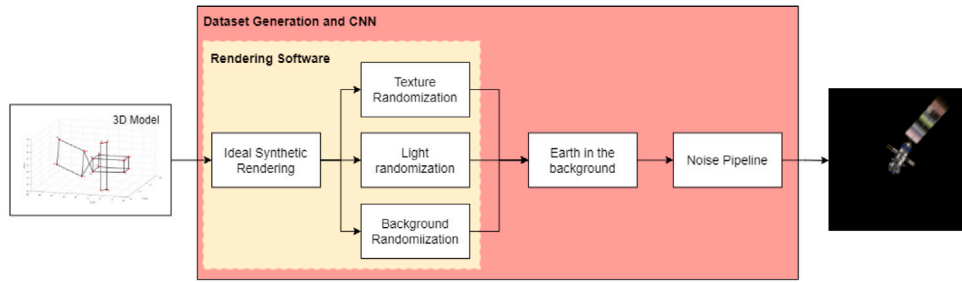 Dataset Generation and CNN
Rendering Software
3D Model
Ideal Synthetic
Rendering
Texture
Randomization
Light
randomization
Background
Randomiization
Earth in the
background
Noise Pipeline